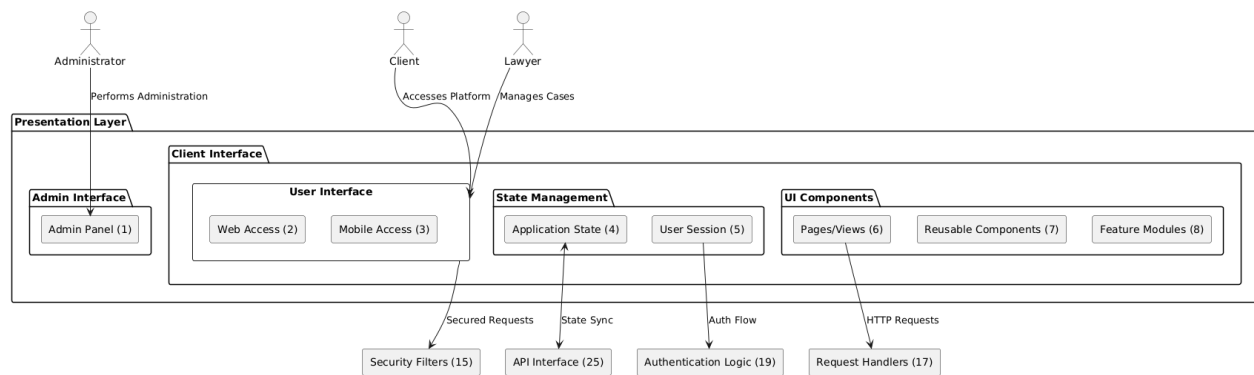 Administrator
Client
Lawyer
Performs Administration
Accesses Platform
Manages Cases
Presentation Layer
Client Interface
Admin Interface
Admin Panel (1)
User Interface
Web Access (2)
Mobile Access (3)
State Management
Application State (4)
User Session (5)
UI Components
Pages/Views (6)
Reusable Components (7)
Feature Modules (8)
Secured Requests
State Sync
Auth Flow
HTTP Requests
Security Filters (15)
API Interface (25)
Authentication Logic (19)
Request Handlers (17)